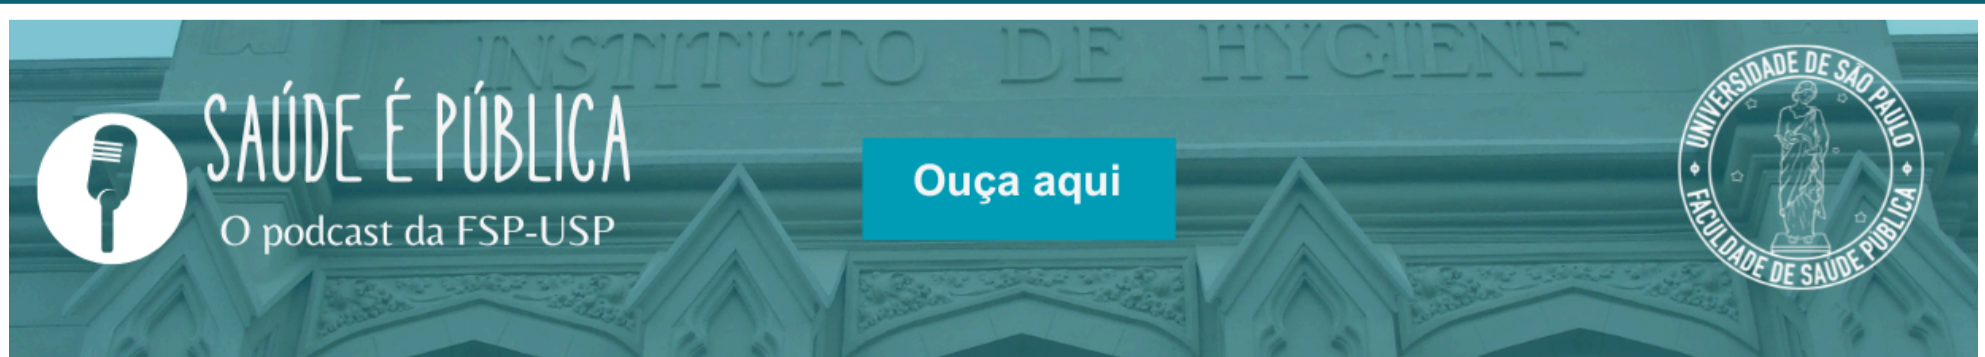 INSTITUTO DE HYGIENE
SAÚDE É PÚBLICA
O podcast da FSP-USP
Ouça aqui
UNIVERSIDADE DE SÃO PAULO
FACULDADE DE SAÚDE PÚBLICA